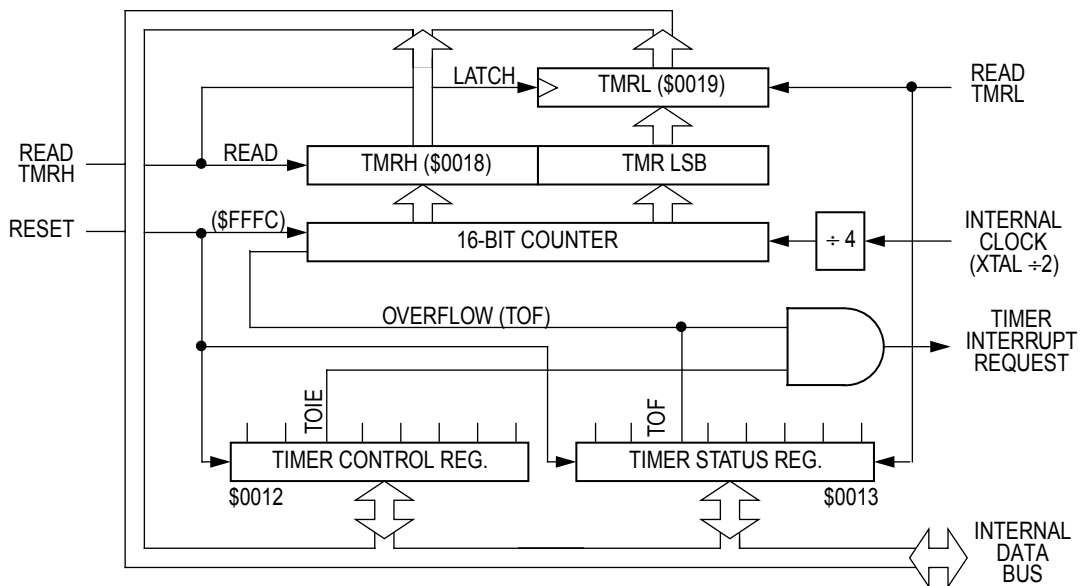 LATCH
TMRL ($0019)
READ
TMRL
READ
TMRH
READ
TMRH ($0018)
TMR LSB
RESET
($FFFC)
16-BIT COUNTER
÷ 4
INTERNAL
CLOCK
(XTAL ÷2)
OVERFLOW (TOF)
TIMER
INTERRUPT
REQUEST
TOIE
TOF
TIMER CONTROL REG.
TIMER STATUS REG.
$0012
$0013
INTERNAL
DATA
BUS